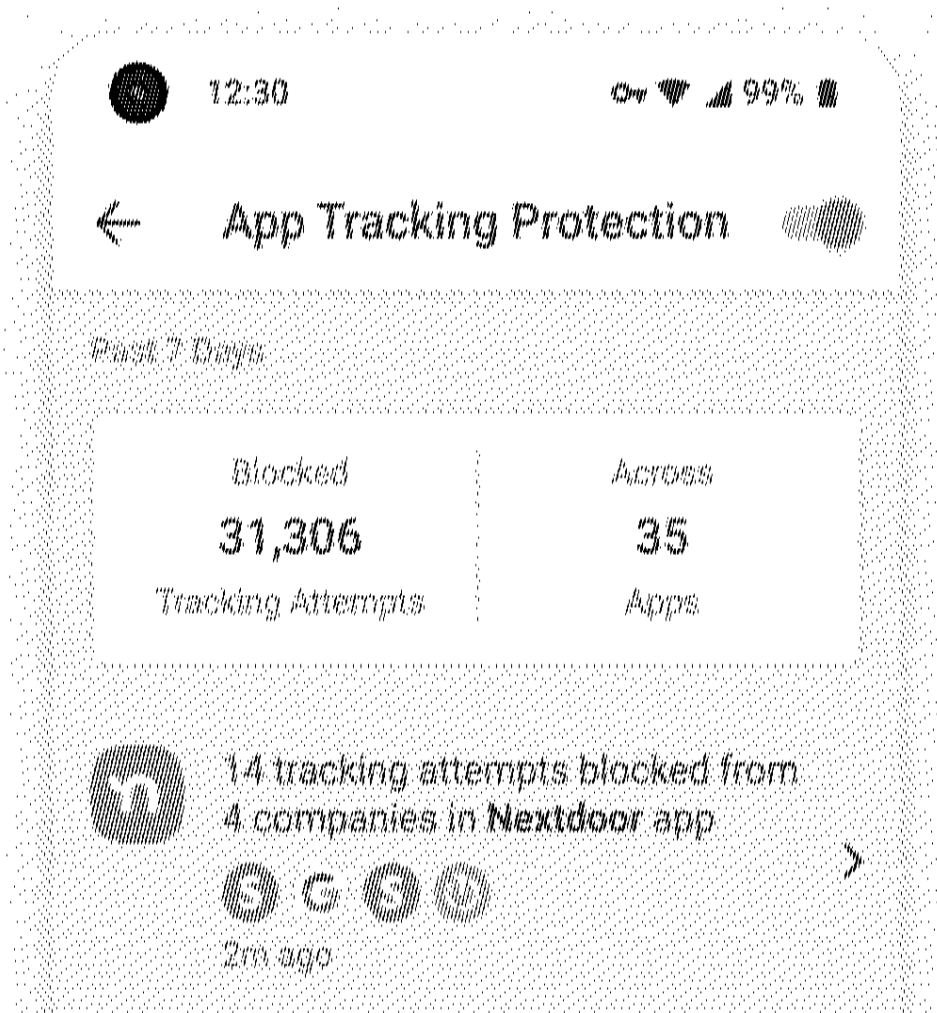 12:30 99%
App Tracking Protection
Past 7 Days
Blocked
31,306
Tracking Attempts
Across
35
Apps
n
14 tracking attempts blocked from
4 companies in Nextdoor app
S G S U
2m ago